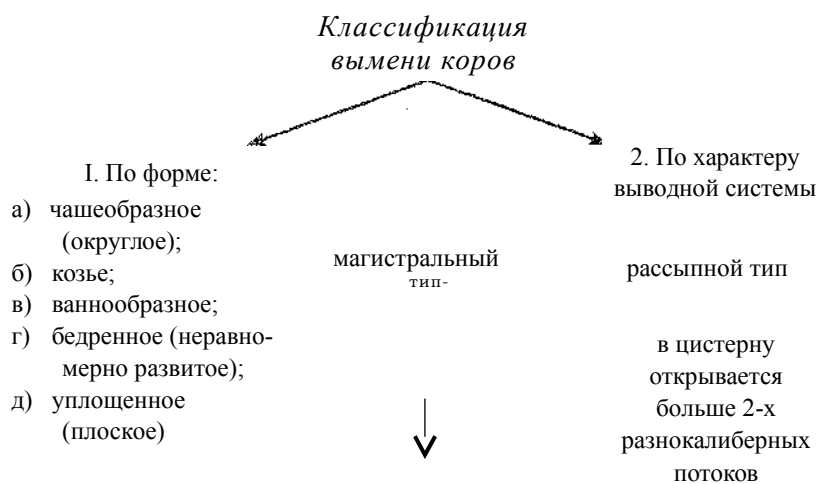 Классификация
вымени коров
I. По форме:
а) чашеобразное
(округлое);
б) козье;
в) ваннообразное;
г) бедренное (неравно-
мерно развитое);
д) уплощенное
(плоское)
2. По характеру
выводной системы
магистральный
тип-
рассыпной тип
в цистерну
открывается
больше 2-х
разнокалиберных
потоков